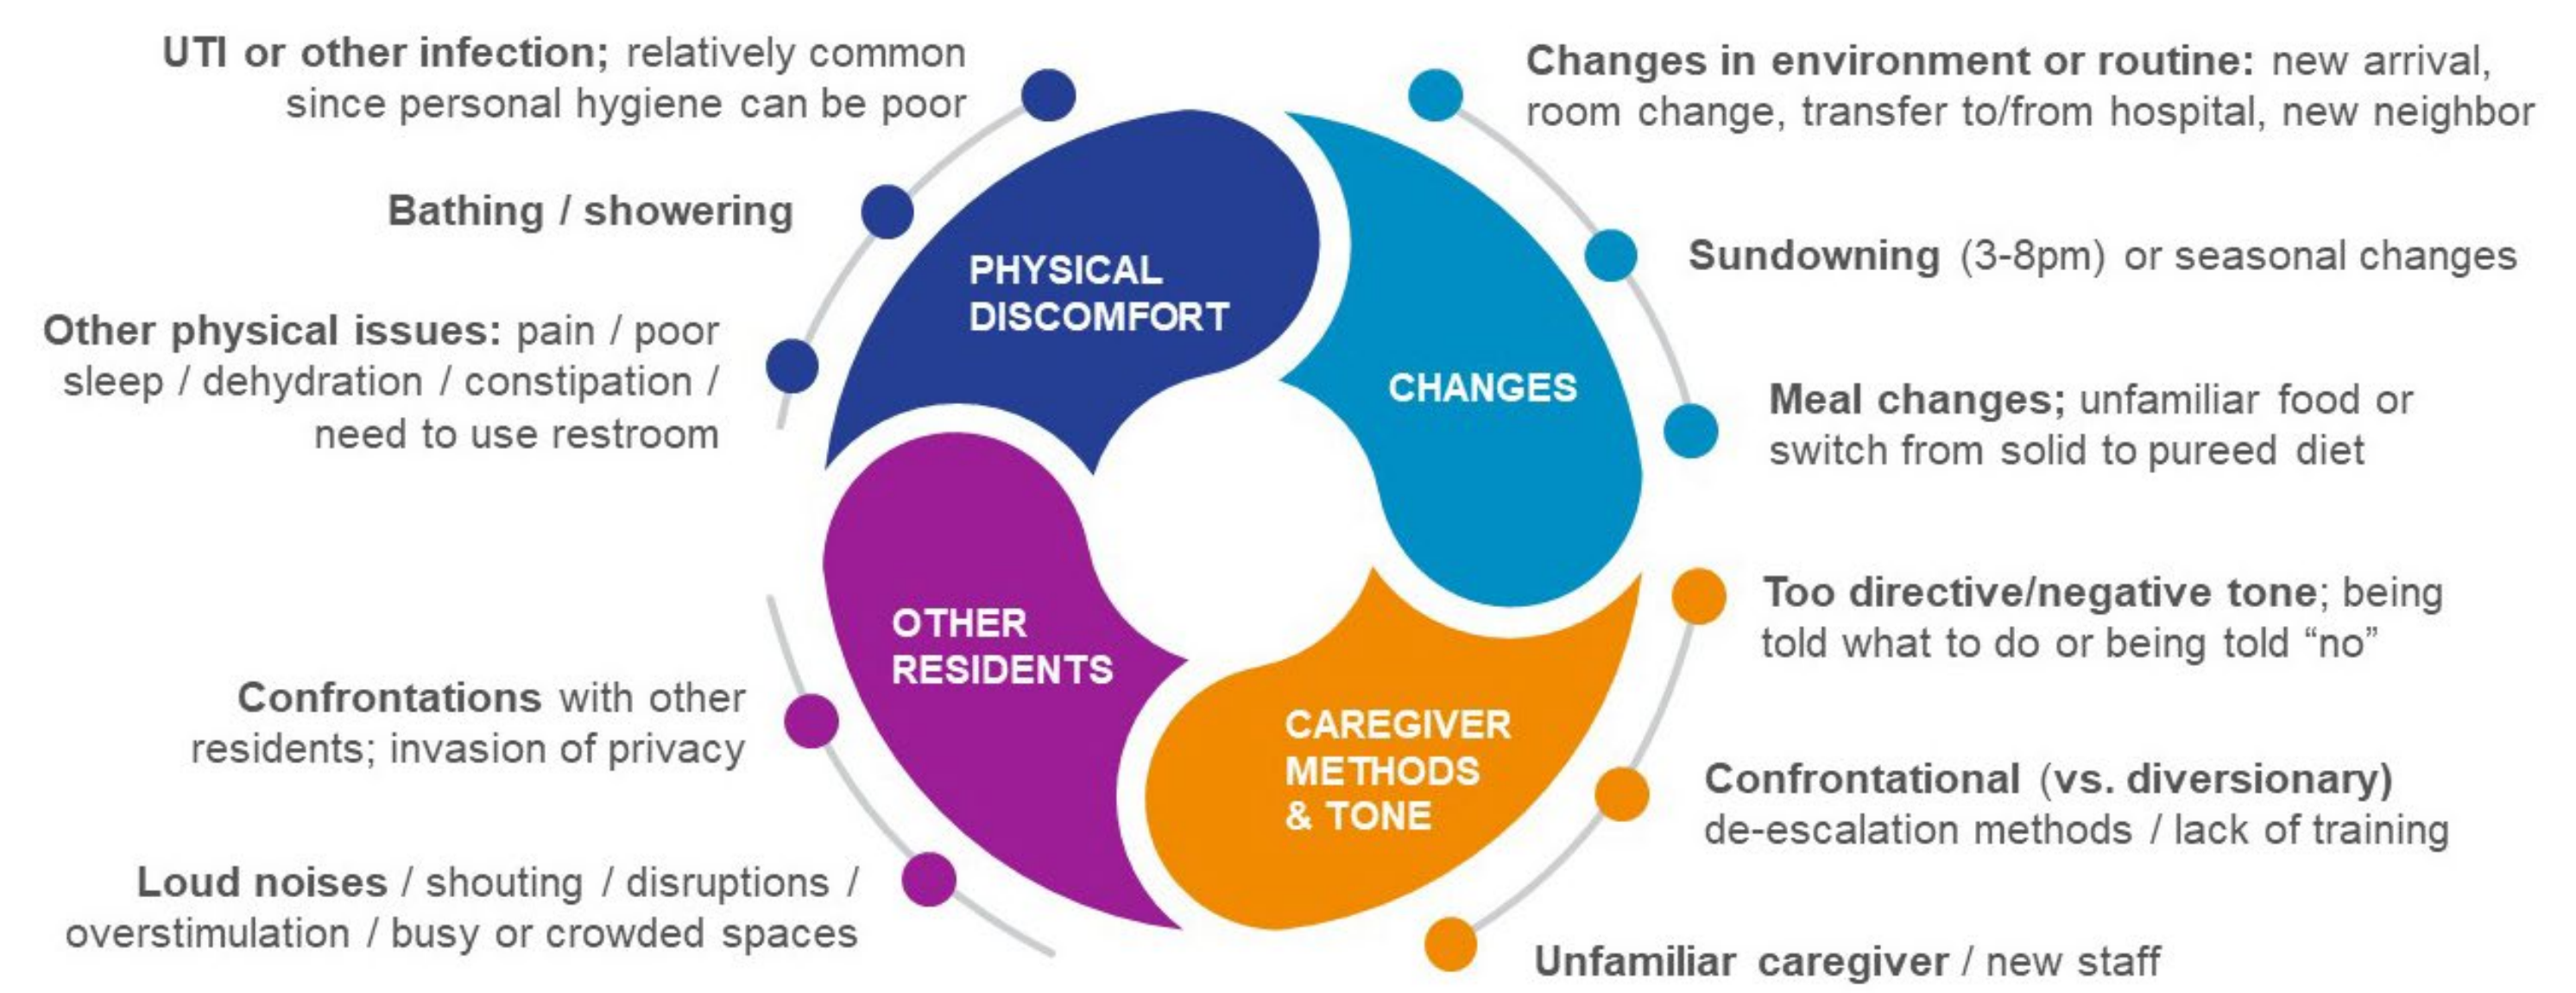 UTI or other infection; relatively common
since personal hygiene can be poor
Bathing / showering
Other physical issues: pain / poor
sleep / dehydration / constipation /
need to use restroom
PHYSICAL
DISCOMFORT
Changes in environment or routine: new arrival,
room change, transfer to/from hospital, new neighbor
Sundowning (3-8pm) or seasonal changes
Meal changes; unfamiliar food or
switch from solid to pureed diet
CHANGES
Too directive/negative tone; being
told what to do or being told “no”
Confrontational (vs. diversionary)
de-escalation methods / lack of training
Unfamiliar caregiver / new staff
CAREGIVER
METHODS
& TONE
OTHER
RESIDENTS
Confrontations with other
residents; invasion of privacy
Loud noises / shouting / disruptions /
overstimulation / busy or crowded spaces